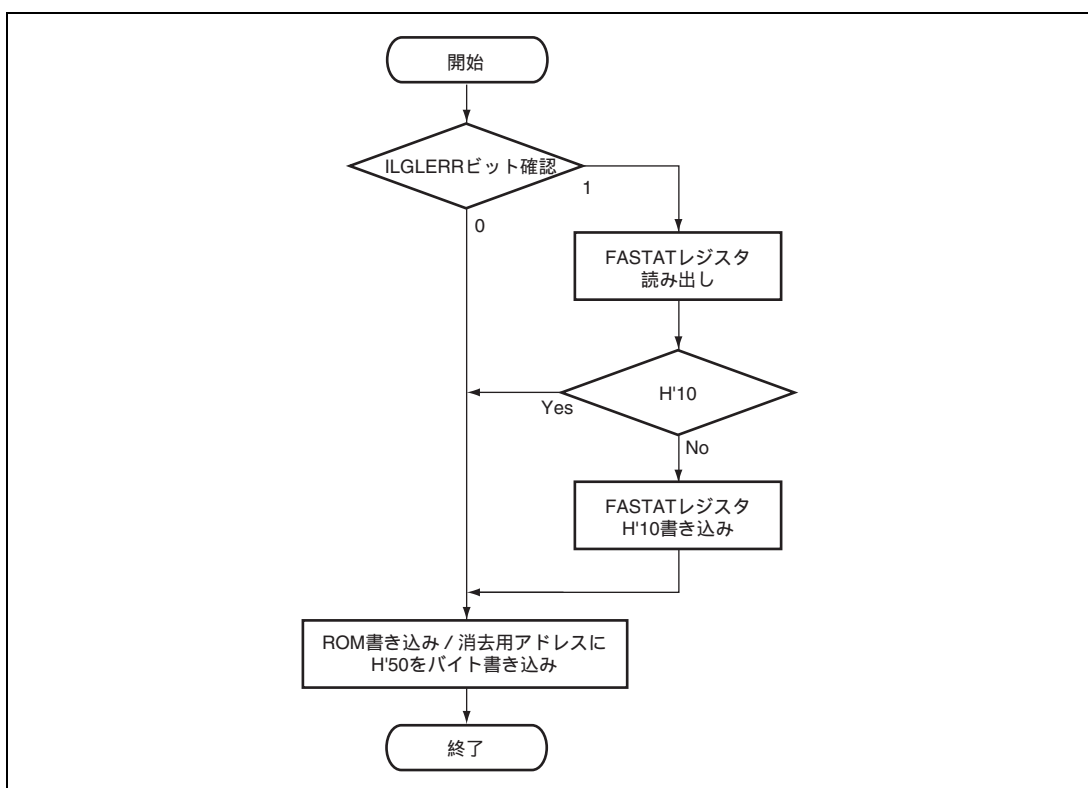 開始
ILGLERRビット確認
1
0
FASTATレジスタ
読み出し
H'10
Yes
No
FASTATレジスタ
H'10書き込み
ROM書き込み / 消去用アドレスに
H'50をバイト書き込み
終了